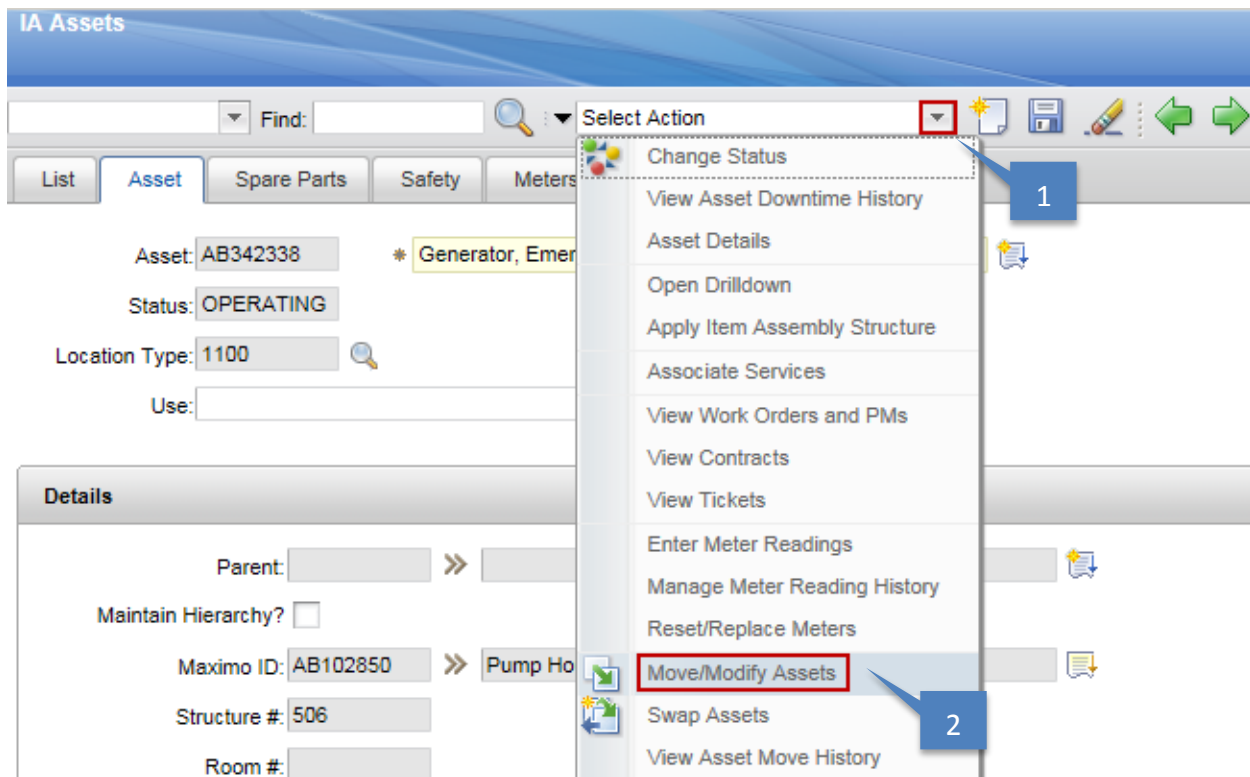 IA Assets
Find:
Select Action
List
Asset
Spare Parts
Safety
Meters
Change Status
View Asset Downtime History
Asset Details
Open Drilldown
Apply Item Assembly Structure
Associate Services
View Work Orders and PMs
View Contracts
View Tickets
Enter Meter Readings
Manage Meter Reading History
Reset/Replace Meters
Move/Modify Assets
Swap Assets
View Asset Move History
1
2
Asset: AB342338 * Generator, Emer
Status: OPERATING
Location Type: 1100
Use:
Details
Parent:
Maintain Hierarchy?
Maximo ID: AB102850 Pump Ho
Structure #: 506
Room #: